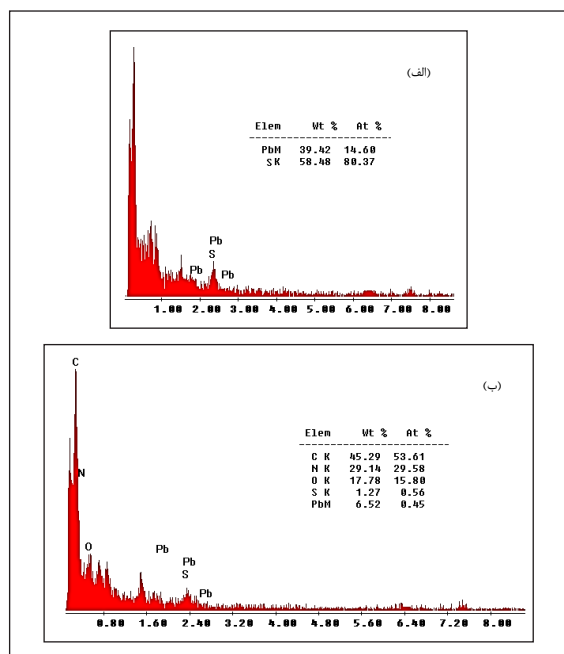 (الف)
Elem Wt % At %
PbM 39.42 14.60
S K 58.48 80.37
Pb
S
Pb
Pb
1.00 2.00 3.00 4.00 5.00 6.00 7.00 8.00
(ب)
C
Elem Wt % At %
C K 45.29 53.61
N K 29.14 29.58
O K 17.78 15.80
S K 1.27 0.56
PbM 6.52 0.45
N
O
Pb
Pb
S
Pb
0.80 1.60 2.40 3.20 4.00 4.80 5.60 6.40 7.20 8.00